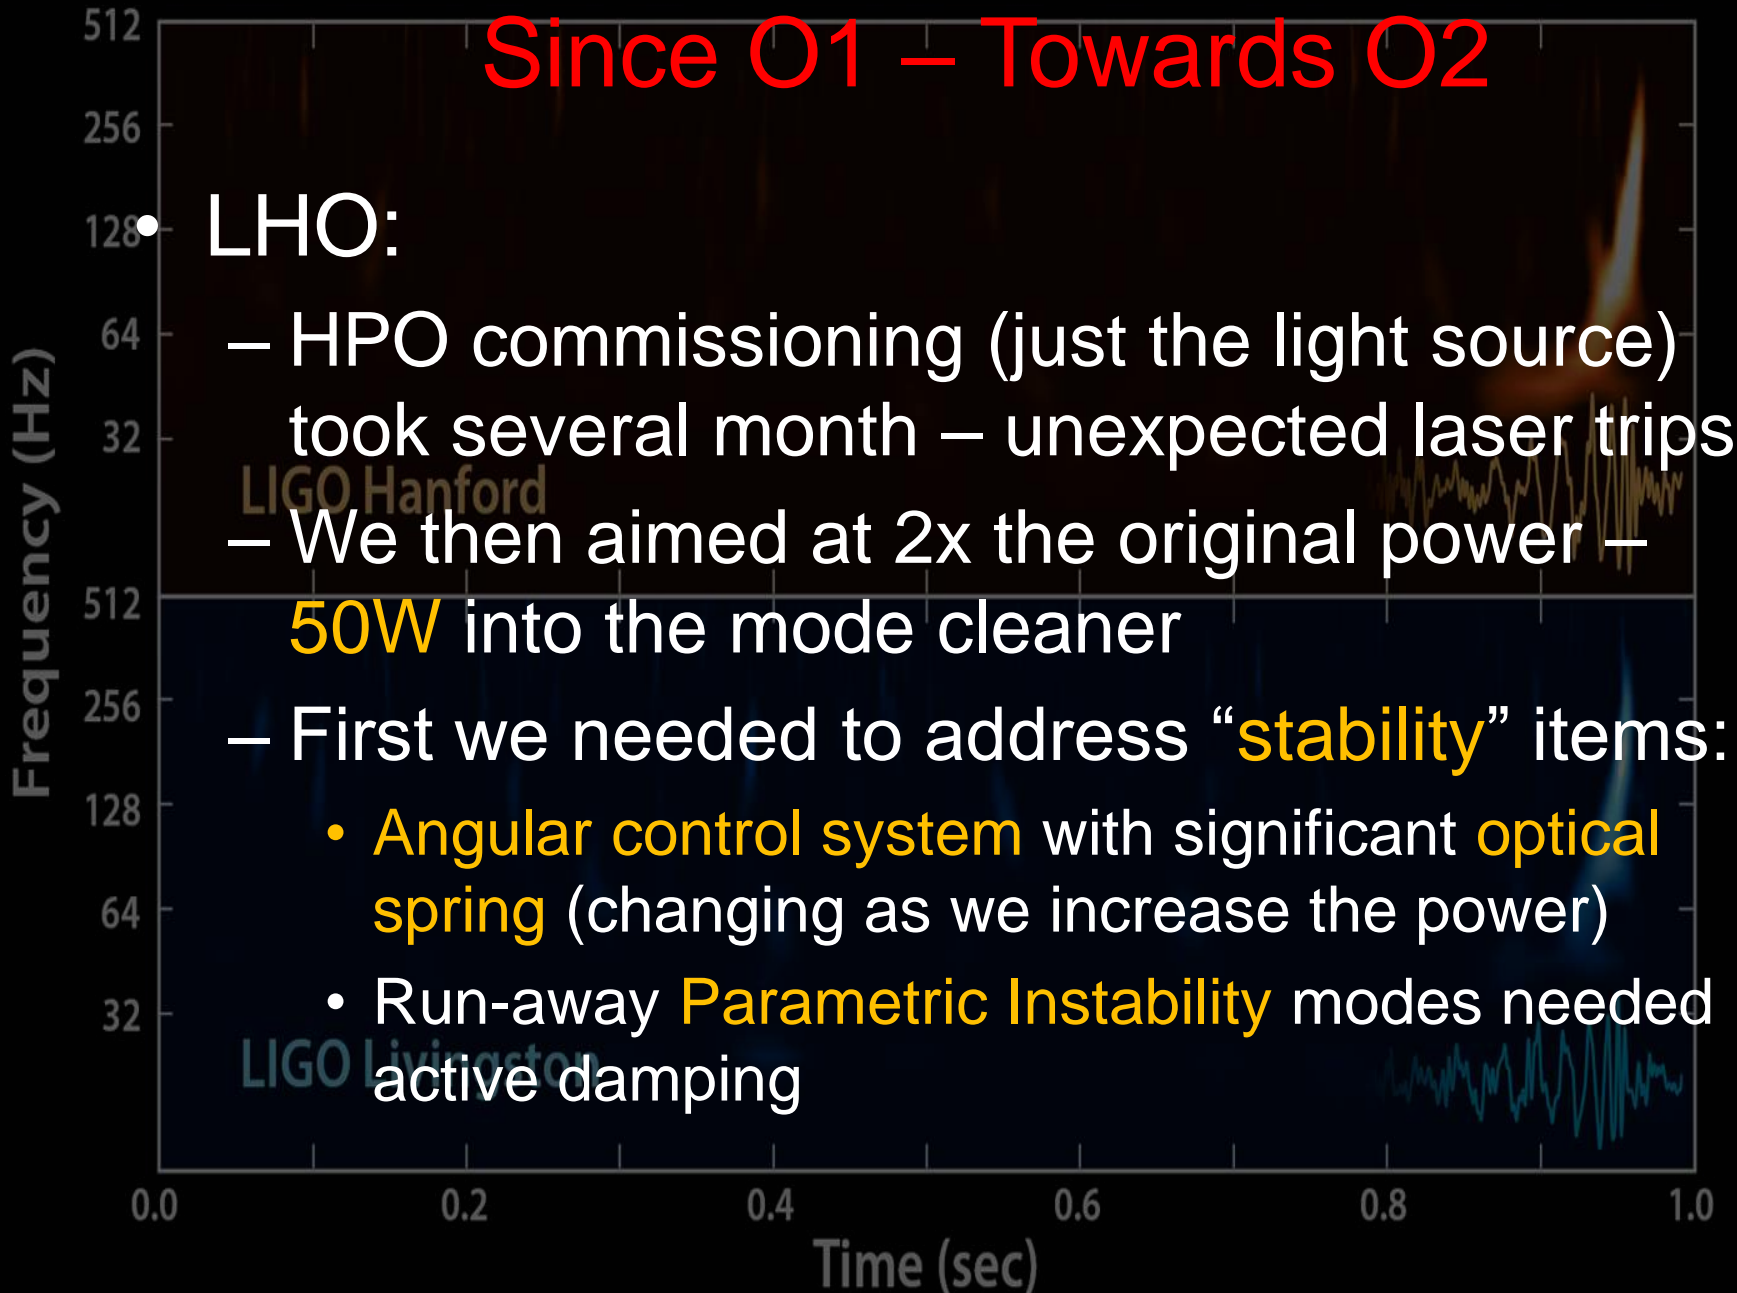 Since O1 – Towards O2
• LHO:
– HPO commissioning (just the light source)
took several month – unexpected laser trips
– We then aimed at 2x the original power –
50W into the mode cleaner
– First we needed to address “stability” items:
• Angular control system with significant optical
spring (changing as we increase the power)
• Run-away Parametric Instability modes needed
active damping
Frequency (Hz)
512
256
128
64
32
LIGO Hanford
512
256
128
64
32
LIGO Livingston
0.0 0.2 0.4 0.6 0.8 1.0
Time (sec)